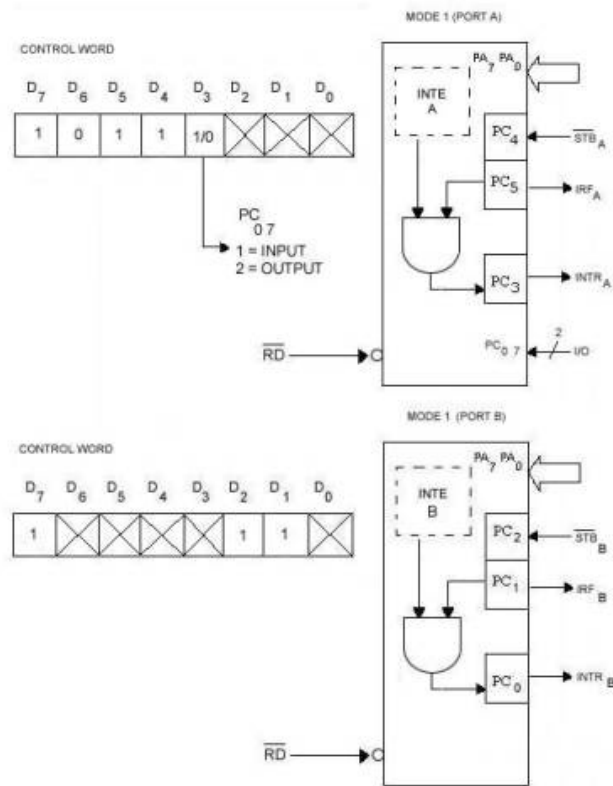 MODE 1 (PORT A)
CONTROL WORD
D7 D6 D5 D4 D3 D2 D1 D0
1 0 1 1 1/0
PC 0 7
1 = INPUT
2 = OUTPUT
PA7 PA0
INTE A
PC4 STBA
PC5 IRFA
PC3 INTRA
RD
PC0 7 2 I/O
MODE 1 (PORT B)
CONTROL WORD
D7 D6 D5 D4 D3 D2 D1 D0
1 1 1
PA7 PA0
INTE B
PC2 STBB
PC1 IRFB
PC0 INTRB
RD